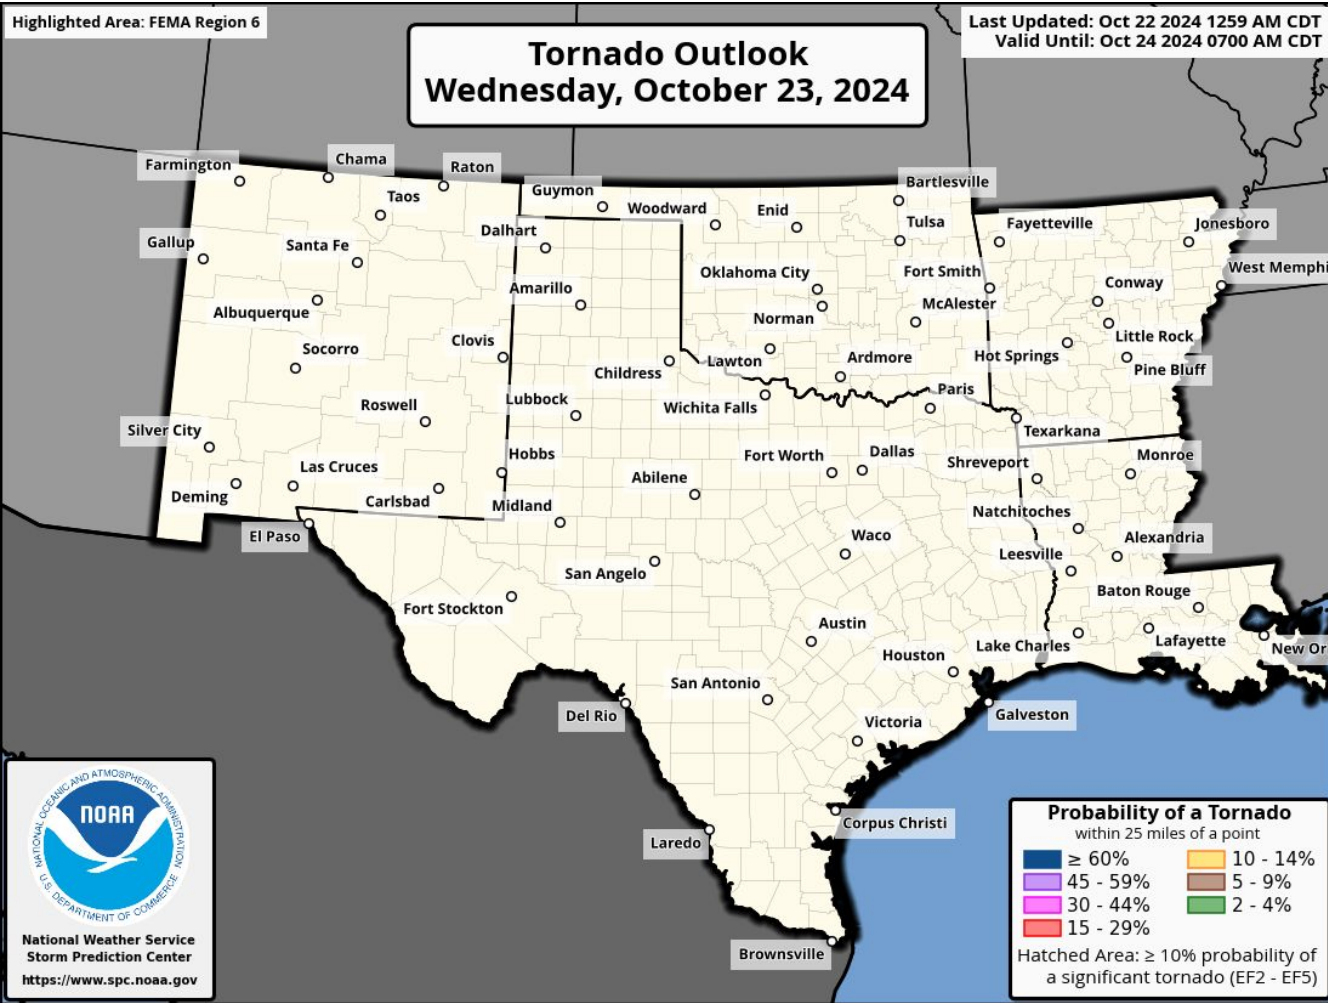 Highlighted Area: FEMA Region 6
Last Updated: Oct 22 2024 1259 AM CDT
Valid Until: Oct 24 2024 0700 AM CDT
Tornado Outlook
Wednesday, October 23, 2024
Farmington
Chama
Raton
Taos
Guymon
Woodward
Enid
Bartlesville
Tulsa
Fayetteville
Jonesboro
Gallup
Santa Fe
Dalhart
Oklahoma City
Fort Smith
West Memphi
Amarillo
Conway
Albuquerque
Norman
McAlester
Socorro
Clovis
Little Rock
Childress
Lawton
Ardmore
Hot Springs
Pine Bluff
Roswell
Lubbock
Wichita Falls
Paris
Silver City
Texarkana
Las Cruces
Hobbs
Fort Worth
Dallas
Shreveport
Monroe
Deming
Carlsbad
Midland
Abilene
Natchitoches
El Paso
Waco
Leesville
Alexandria
San Angelo
Baton Rouge
Fort Stockton
Austin
Lake Charles
Lafayette
New Or
Houston
San Antonio
Del Rio
Victoria
Galveston
Corpus Christi
Laredo
Brownsville
NATIONAL OCEANIC AND ATMOSPHERIC ADMINISTRATION
NOAA
U.S. DEPARTMENT OF COMMERCE
National Weather Service
Storm Prediction Center
https://www.spc.noaa.gov
Probability of a Tornado
within 25 miles of a point
≥ 60%
45 - 59%
30 - 44%
15 - 29%
10 - 14%
5 - 9%
2 - 4%
Hatched Area: ≥ 10% probability of
a significant tornado (EF2 - EF5)